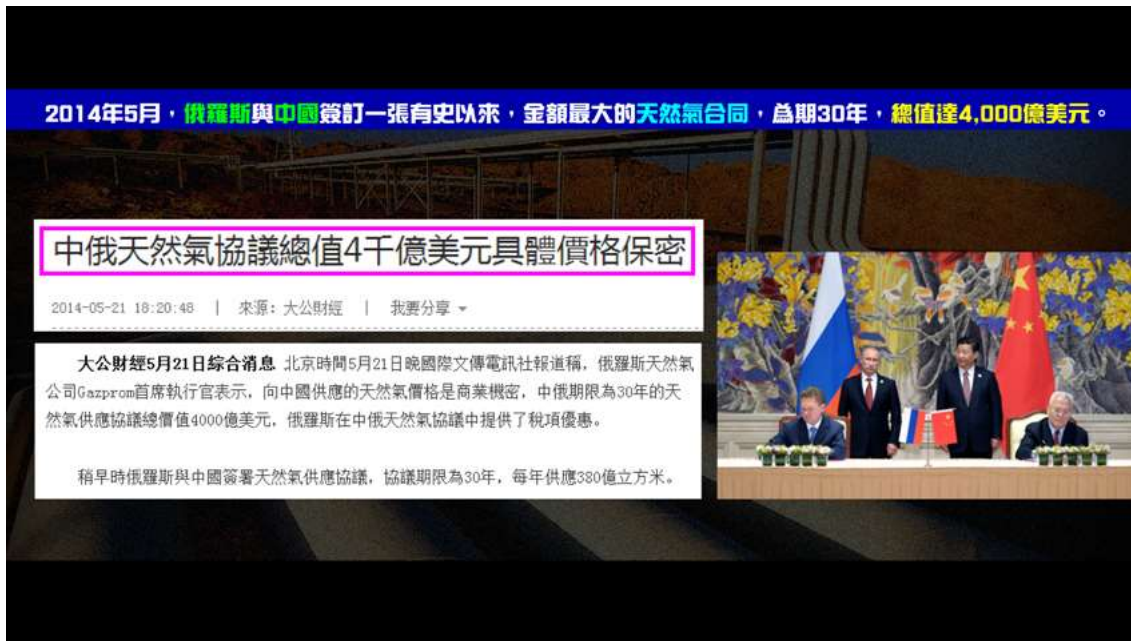 2014年5月，俄羅斯與中國簽訂一張有史以來，金額最大的天然氣合同，為期30年，總值達4,000億美元。
中俄天然氣協議總值4千億美元具體價格保密
2014-05-21 18:20:48 | 來源: 大公財經 | 我要分享
大公財經5月21日綜合消息 北京時間5月21日晚國際文傳電訊社報道稱, 俄羅斯天然氣
公司Gazprom首席執行官表示, 向中國供應的天然氣價格是商業機密, 中俄期限為30年的天
然氣供應協議總價值4000億美元, 俄羅斯在中俄天然氣協議中提供了稅項優惠。
稍早時俄羅斯與中國簽署天然氣供應協議, 協議期限為30年, 每年供應380億立方米。